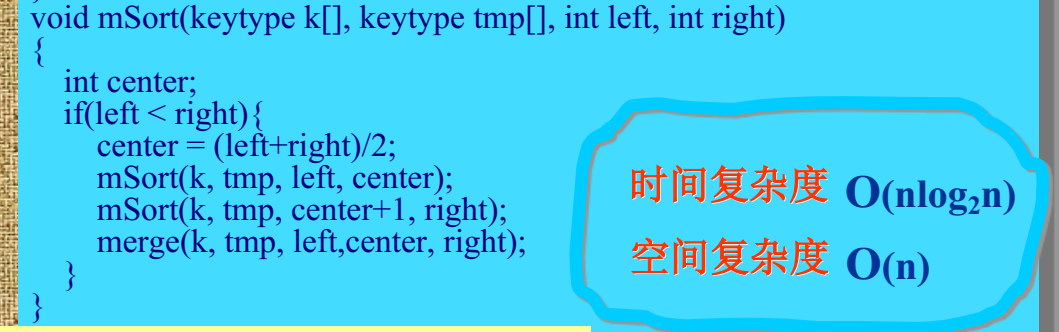 void mSort(keytype k[], keytype tmp[], int left, int right)
{
int center;
if(left < right){
center = (left+right)/2;
mSort(k, tmp, left, center);
mSort(k, tmp, center+1, right);
merge(k, tmp, left,center, right);
}
}
时间复杂度 O(nlog₂n)
空间复杂度 O(n)